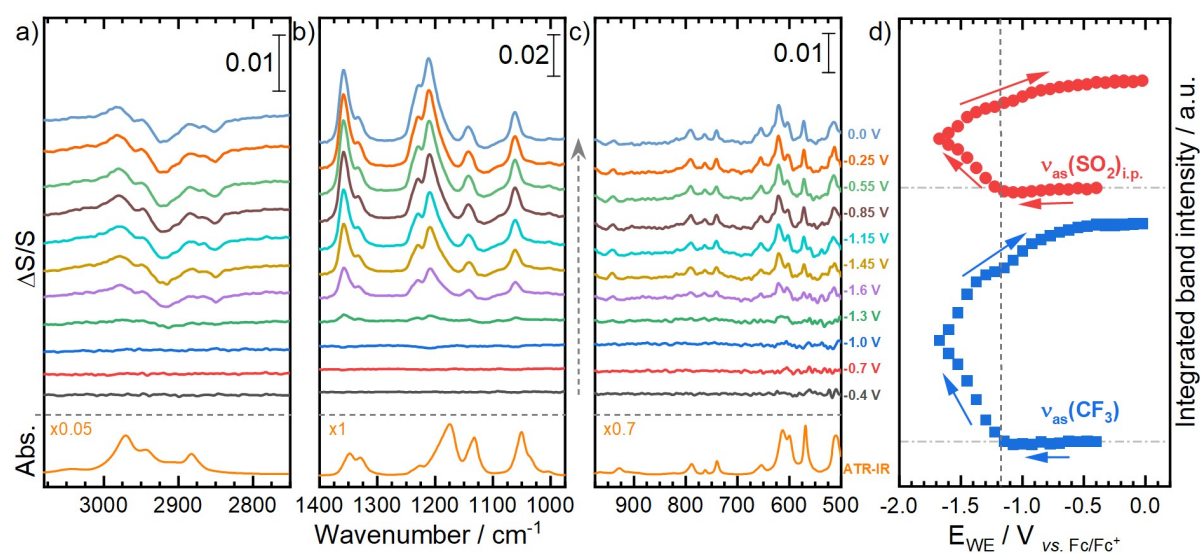 a)
0.01
b)
0.02
c)
0.01
d)
ΔS/S
Abs.
0.0 V
-0.25 V
-0.55 V
-0.85 V
-1.15 V
-1.45 V
-1.6 V
-1.3 V
-1.0 V
-0.7 V
-0.4 V
ATR-IR
x0.05
x1
x0.7
νas(SO2)i.p.
νas(CF3)
Integrated band intensity / a.u.
3000 2900 2800
1400 1300 1200 1100 1000
900 800 700 600 500
-2.0 -1.5 -1.0 -0.5 0.0
Wavenumber / cm-1
EWE / V vs. Fc/Fc+